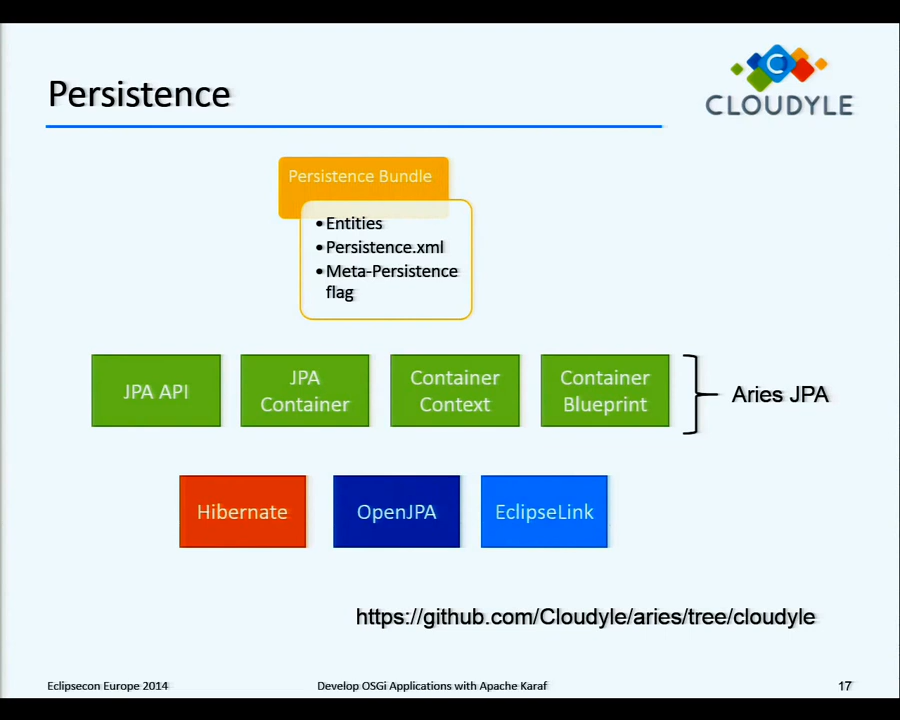 Persistence
CLOUDYLE
Persistence Bundle
• Entities
• Persistence.xml
• Meta-Persistence
flag
JPA API
JPA
Container
Container
Context
Container
Blueprint
Aries JPA
Hibernate
OpenJPA
EclipseLink
https://github.com/Cloudyle/aries/tree/cloudyle
Eclipsecon Europe 2014
Develop OSGi Applications with Apache Karaf
17